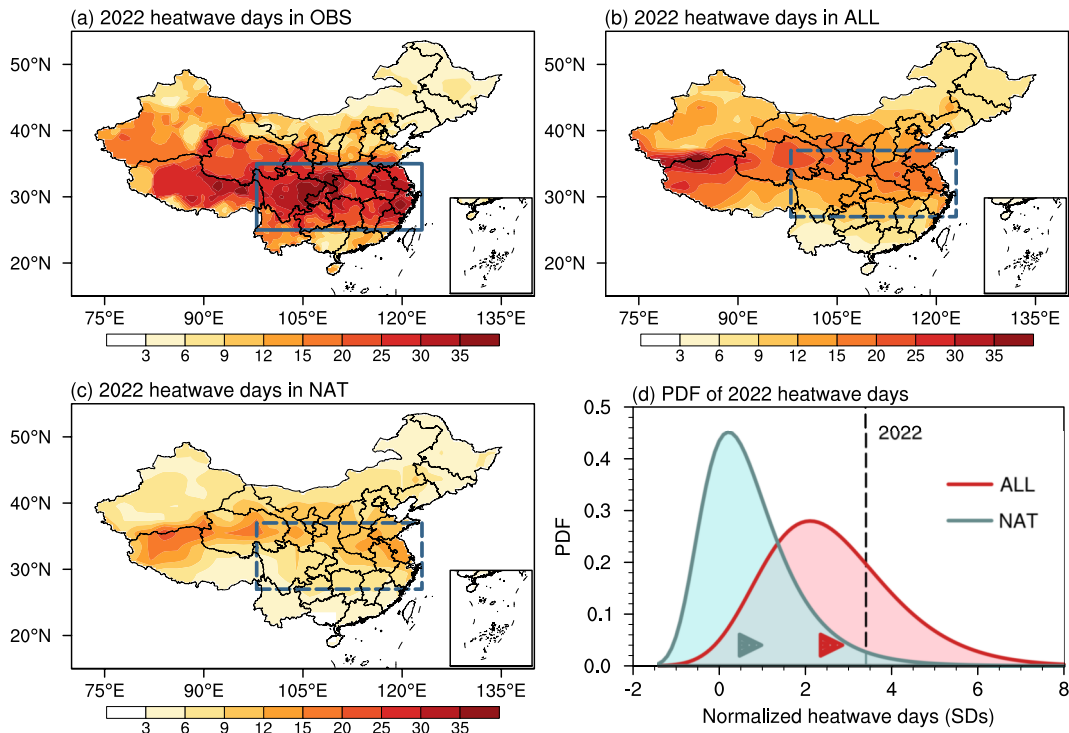 (a) 2022 heatwave days in OBS
50°N
40°N
30°N
20°N
75°E 90°E 105°E 120°E 135°E
3 6 9 12 15 20 25 30 35
(b) 2022 heatwave days in ALL
50°N
40°N
30°N
20°N
75°E 90°E 105°E 120°E 135°E
3 6 9 12 15 20 25 30 35
(c) 2022 heatwave days in NAT
50°N
40°N
30°N
20°N
75°E 90°E 105°E 120°E 135°E
3 6 9 12 15 20 25 30 35
(d) PDF of 2022 heatwave days
0.5
0.4
0.3
0.2
0.1
0.0
PDF
2022
ALL
NAT
-2 0 2 4 6 8
Normalized heatwave days (SDs)